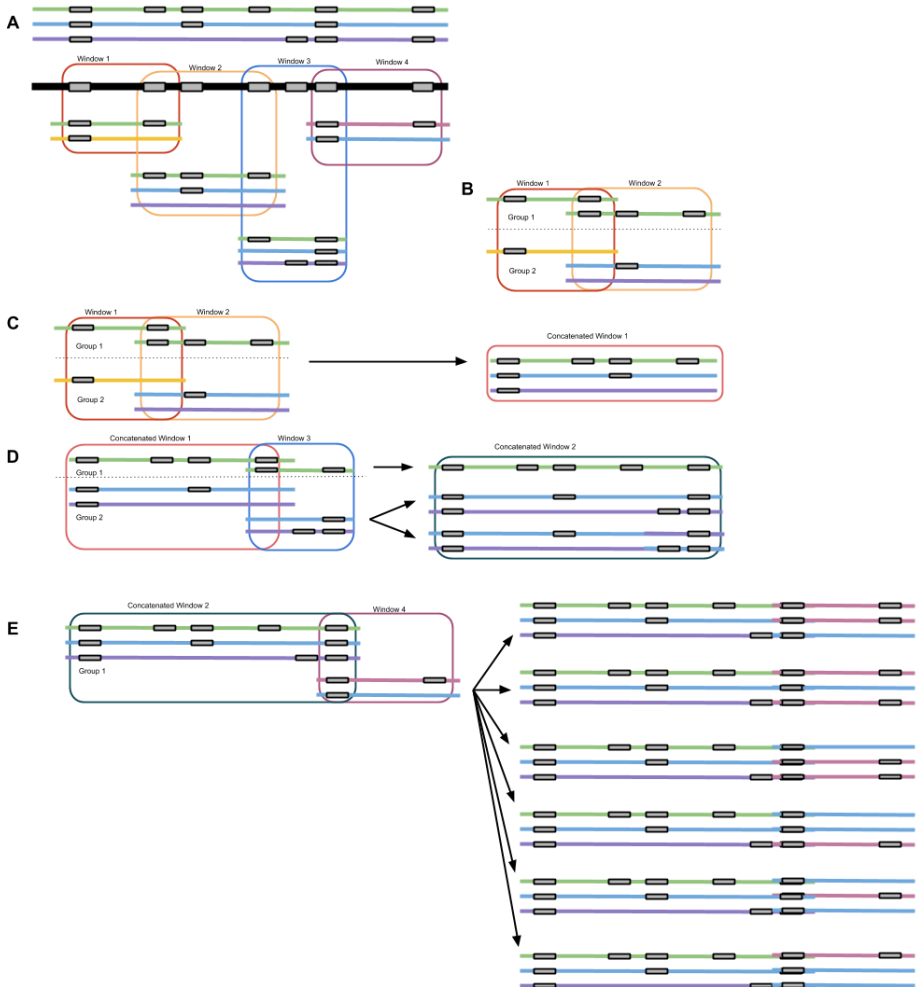 A
Window 1
Window 2
Window 3
Window 4
B
Window 1
Window 2
Group 1
Group 2
C
Window 1
Window 2
Group 1
Group 2
Concatenated Window 1
D
Concatenated Window 1
Window 3
Group 1
Group 2
Concatenated Window 2
E
Concatenated Window 2
Window 4
Group 1